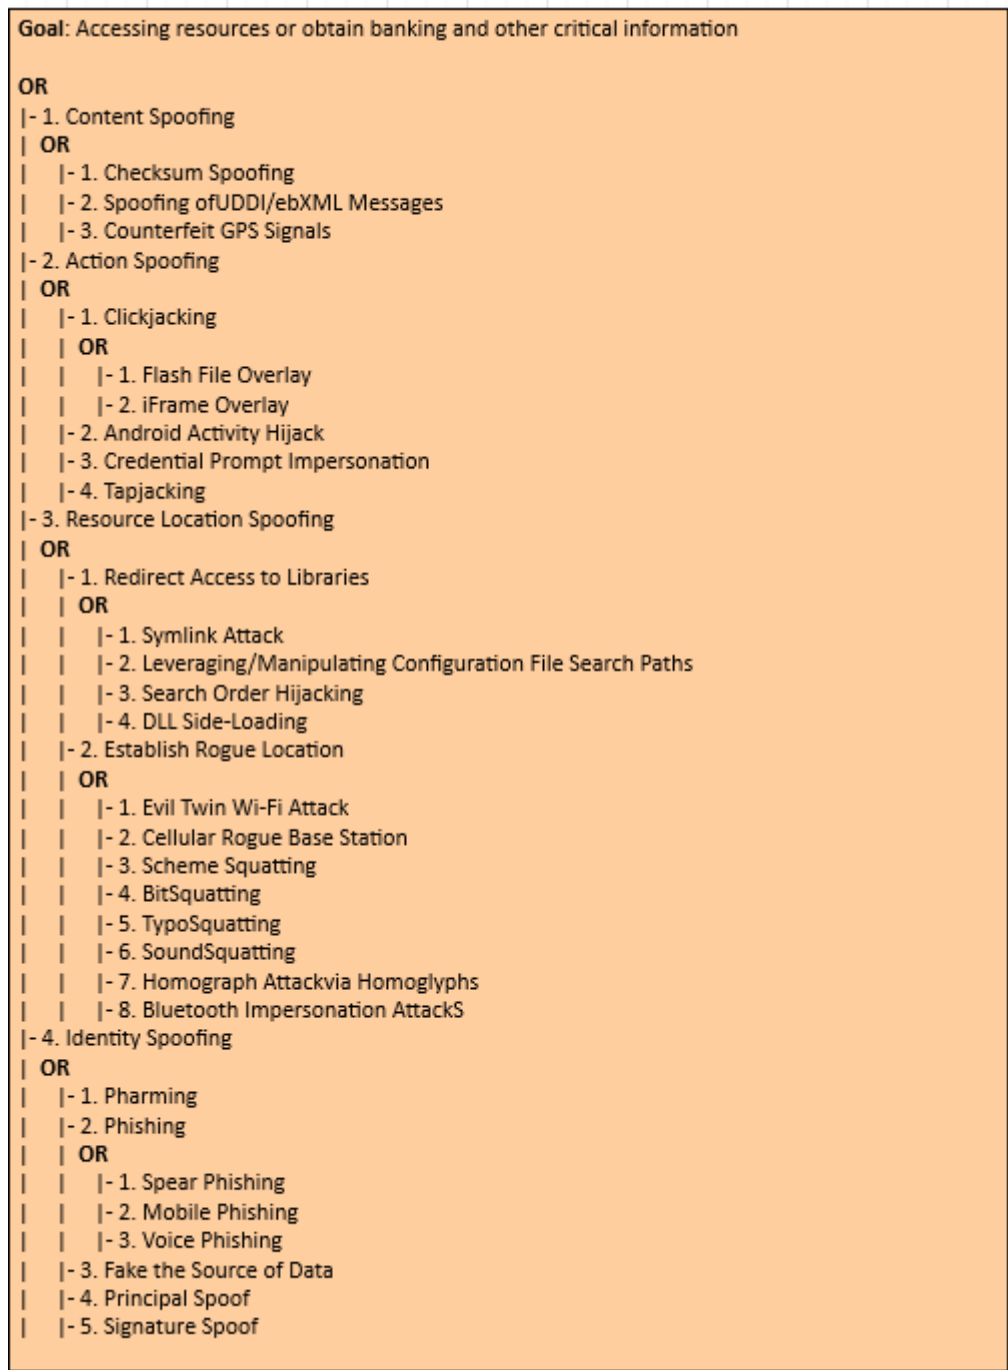 Goal: Accessing resources or obtain banking and other critical information
OR
|- 1. Content Spoofing
| OR
| |- 1. Checksum Spoofing
| |- 2. Spoofing ofUDDI/ebXML Messages
| |- 3. Counterfeit GPS Signals
|- 2. Action Spoofing
| OR
| |- 1. Clickjacking
| | OR
| | |- 1. Flash File Overlay
| | |- 2. iFrame Overlay
| |- 2. Android Activity Hijack
| |- 3. Credential Prompt Impersonation
| |- 4. Tapjacking
|- 3. Resource Location Spoofing
| OR
| |- 1. Redirect Access to Libraries
| | OR
| | |- 1. Symlink Attack
| | |- 2. Leveraging/Manipulating Configuration File Search Paths
| | |- 3. Search Order Hijacking
| | |- 4. DLL Side-Loading
| |- 2. Establish Rogue Location
| | OR
| | |- 1. Evil Twin Wi-Fi Attack
| | |- 2. Cellular Rogue Base Station
| | |- 3. Scheme Squatting
| | |- 4. BitSquatting
| | |- 5. TypoSquatting
| | |- 6. SoundSquatting
| | |- 7. Homograph Attackvia Homoglyphs
| | |- 8. Bluetooth Impersonation AttackS
|- 4. Identity Spoofing
| OR
| |- 1. Pharming
| |- 2. Phishing
| | OR
| | |- 1. Spear Phishing
| | |- 2. Mobile Phishing
| | |- 3. Voice Phishing
| |- 3. Fake the Source of Data
| |- 4. Principal Spoof
| |- 5. Signature Spoof